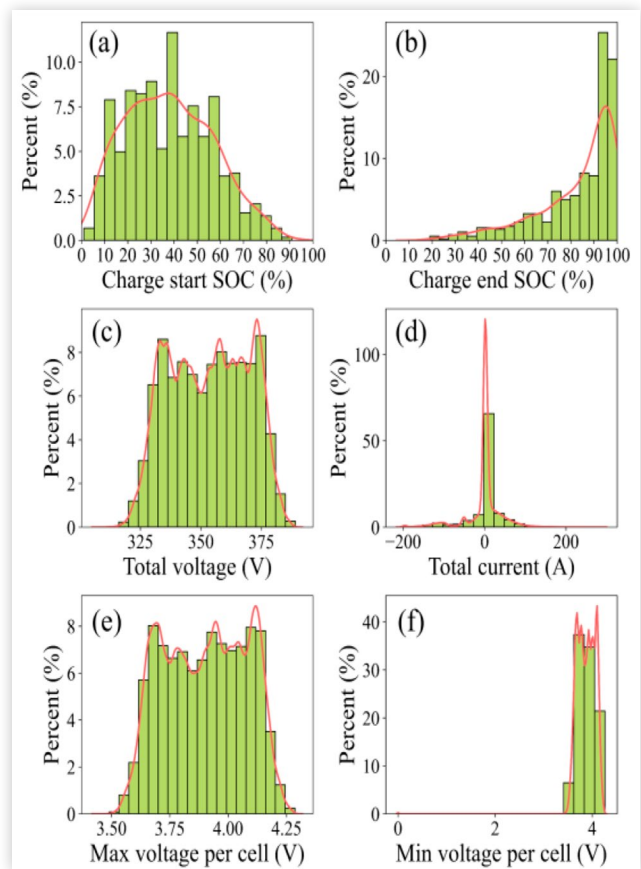 (a)
Percent (%)
10.0
7.5
5.0
2.5
0.0
0 10 20 30 40 50 60 70 80 90 100
Charge start SOC (%)
(b)
Percent (%)
20
10
0
0 10 20 30 40 50 60 70 80 90 100
Charge end SOC (%)
(c)
Percent (%)
8
6
4
2
0
325 350 375
Total voltage (V)
(d)
Percent (%)
100
50
0
−200 0 200
Total current (A)
(e)
Percent (%)
8
6
4
2
0
3.50 3.75 4.00 4.25
Max voltage per cell (V)
(f)
Percent (%)
40
30
20
10
0
0 2 4
Min voltage per cell (V)